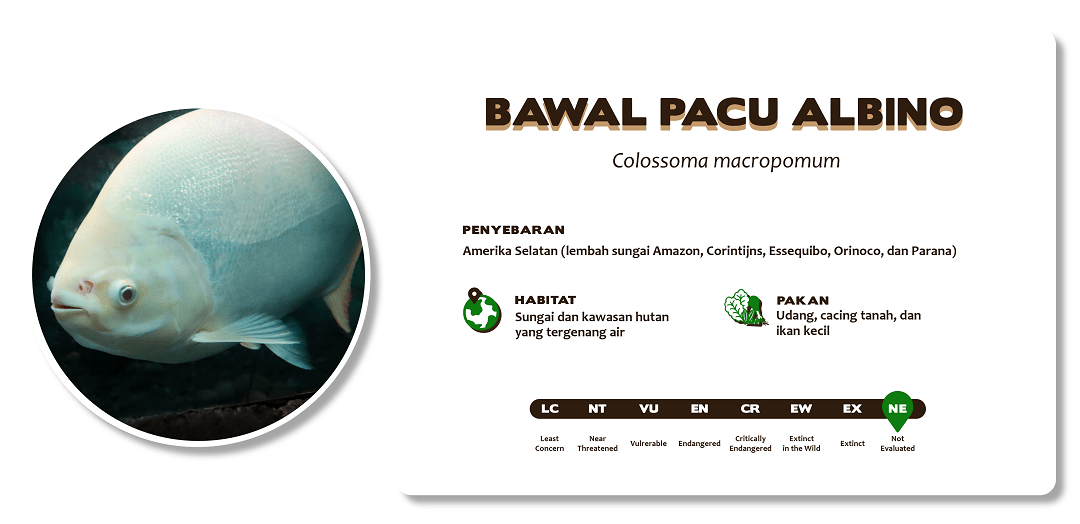 BAWAL PACU ALBINO
Colossoma macropomum
PENYEBARAN
Amerika Selatan (lembah sungai Amazon, Corintijns, Essequibo, Orinoco, dan Parana)
HABITAT
Sungai dan kawasan hutan
yang tergenang air
PAKAN
Udang, cacing tanah, dan
ikan kecil
LC NT VU EN CR EW EX NE
Least Concern
Near Threatened
Vulrerable
Endangered
Critically Endangered
Extinct in the Wild
Extinct
Not Evaluated